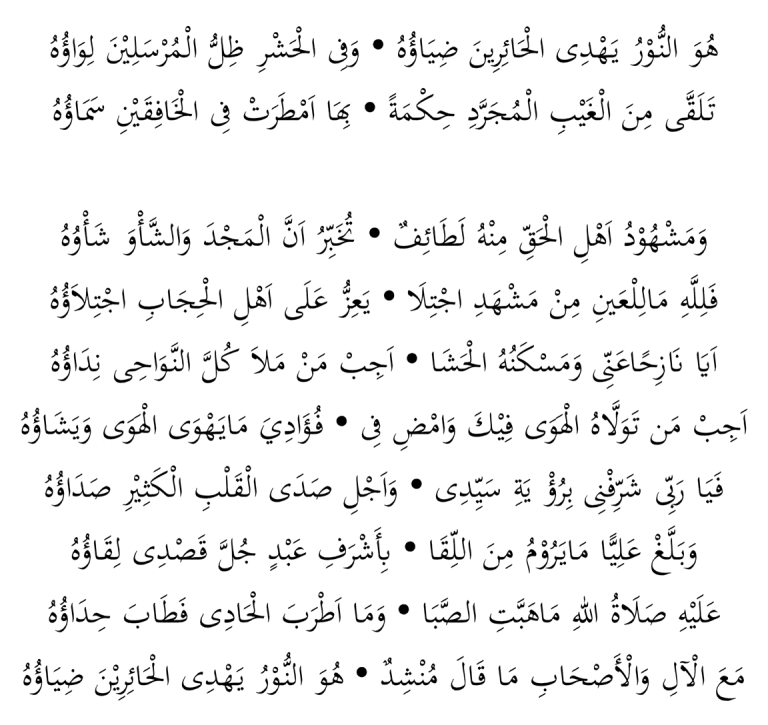 هُوَ النُّوْرُ يَهْدِى الْحَائِرِينَ ضِيَاؤُهُ • وَفِى الْحَشْرِ ظِلُّ الْمُرْسَلِيْنَ لِوَاؤُهُ
تَلَقَّى مِنَ الْغَيْبِ الْمُجَرَّدِ حِكْمَةً • بِهَا اَمْطَرَتْ فِى الْخَافِقَيْنِ سَمَاؤُهُ
وَمَشْهُوْدُ اَهْلِ الْحَقِّ مِنْهُ لَطَائِفٌ • تُخَبِّرُ اَنَّ الْمَجْدَ وَالشَّأْوَ شَأْوُهُ
فَلِلَّهِ مَالِلْعَينِ مِنْ مَشْهَدِ اجْتِلَا • يَعِزُّ عَلَى اَهْلِ الْحِجَابِ اجْتِلاَؤُهُ
اَيَا نَازِحًاعَنِّى وَمَسْكَنُهُ الْحَشَا • اَجِبْ مَنْ مَلاَ كُلَّ النَّوَاحِى نِدَاؤُهُ
اَجِبْ مَن تَوَلَّاهُ الْهَوَى فِيْكَ وَامْضِ فِى • فُؤَادِيَ مَايَهْوَى الْهَوَى وَيَشَاؤُهُ
فَيَا رَبِّى شَرِّفْنِى بِرُؤْ يَةِ سَيِّدِى • وَاَجْلِ صَدَى الْقَلْبِ الْكَثِيْرِ صَدَاؤُهُ
وَبَلَّغْ عَلِيًّا مَايَرُوْمُ مِنَ اللِّقَا • بِأَشْرَفِ عَبْدٍ جُلَّ قَصْدِى لِقَاؤُهُ
عَلَيْهِ صَلَاةُ اللهِ مَاهَبَّتِ الصَّبَا • وَمَا اَطْرَبَ الْحَادِى فَطَابَ حِدَاؤُهُ
مَعَ الْآلِ وَالْأَصْحَابِ مَا قَالَ مُنْشِدٌ • هُوَ النُّوْرُ يَهْدِى الْحَائِرِيْنَ ضِيَاؤُهُ